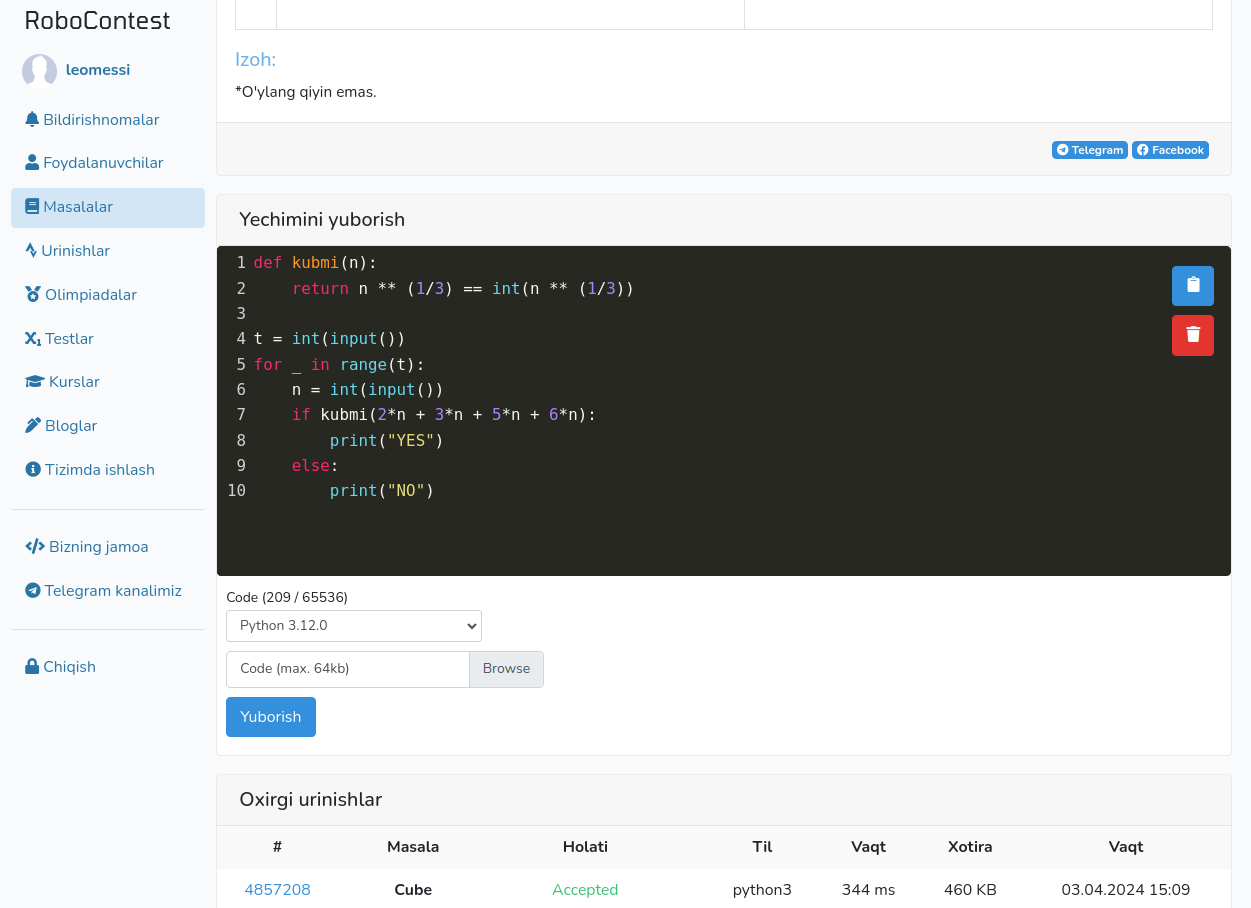 RoboContest
leomessi
Bildirishnomalar
Foydalanuvchilar
Masalalar
Urinishlar
Olimpiadalar
Testlar
Kurslar
Bloglar
Tizimda ishlash
Bizning jamoa
Telegram kanalimiz
Chiqish
Izoh:
*O'ylang qiyin emas.
Telegram Facebook
Yechimini yuborish
1 def kubmi(n):
2     return n ** (1/3) == int(n ** (1/3))
3
4 t = int(input())
5 for _ in range(t):
6     n = int(input())
7     if kubmi(2*n + 3*n + 5*n + 6*n):
8         print("YES")
9     else:
10         print("NO")
Code (209 / 65536)
Python 3.12.0
Code (max. 64kb) Browse
Yuborish
Oxirgi urinishlar
# Masala Holati Til Vaqt Xotira Vaqt
4857208 Cube Accepted python3 344 ms 460 KB 03.04.2024 15:09